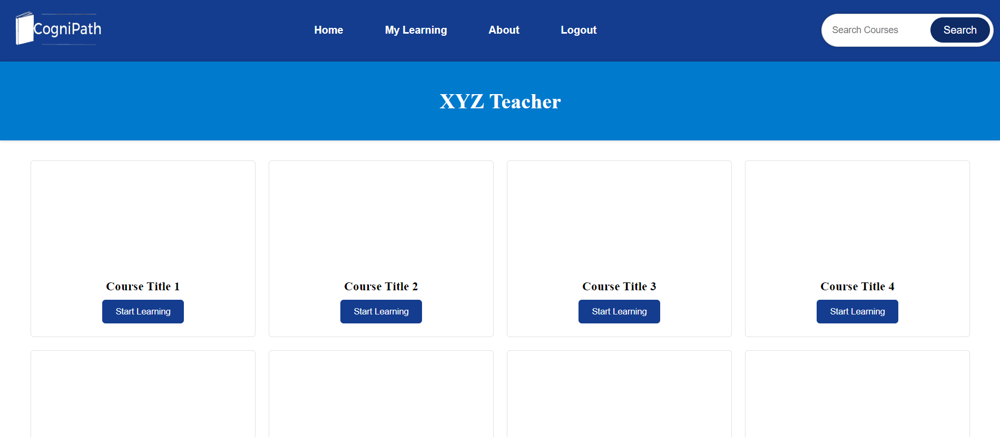 CogniPath
Home My Learning About Logout
Search Courses Search
XYZ Teacher
Course Title 1
Start Learning
Course Title 2
Start Learning
Course Title 3
Start Learning
Course Title 4
Start Learning